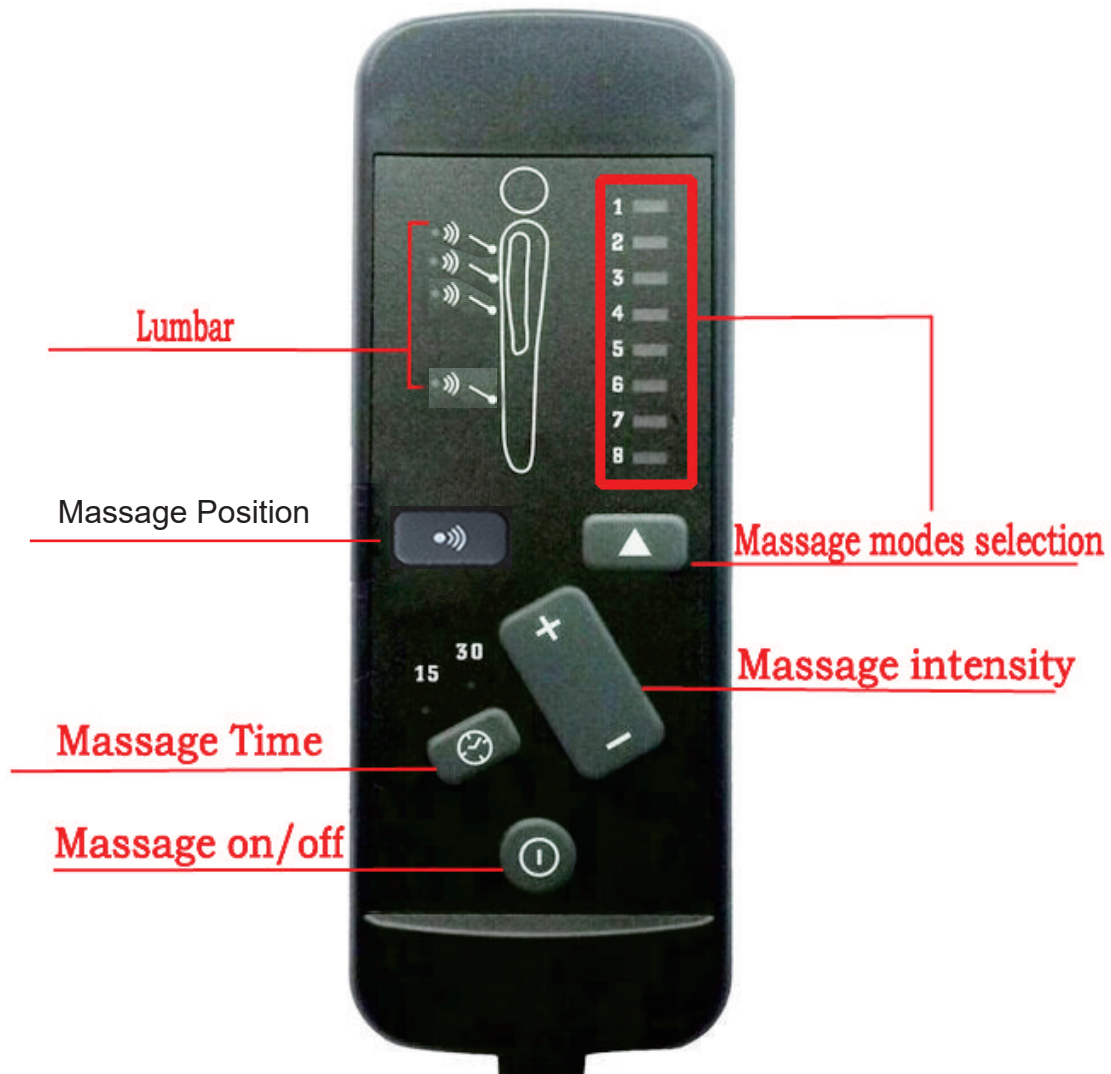 1
2
3
4
5
6
7
8
Lumbar
Massage Position
Massage modes selection
+
30
15
Massage intensity
−
Massage Time
Massage on/off